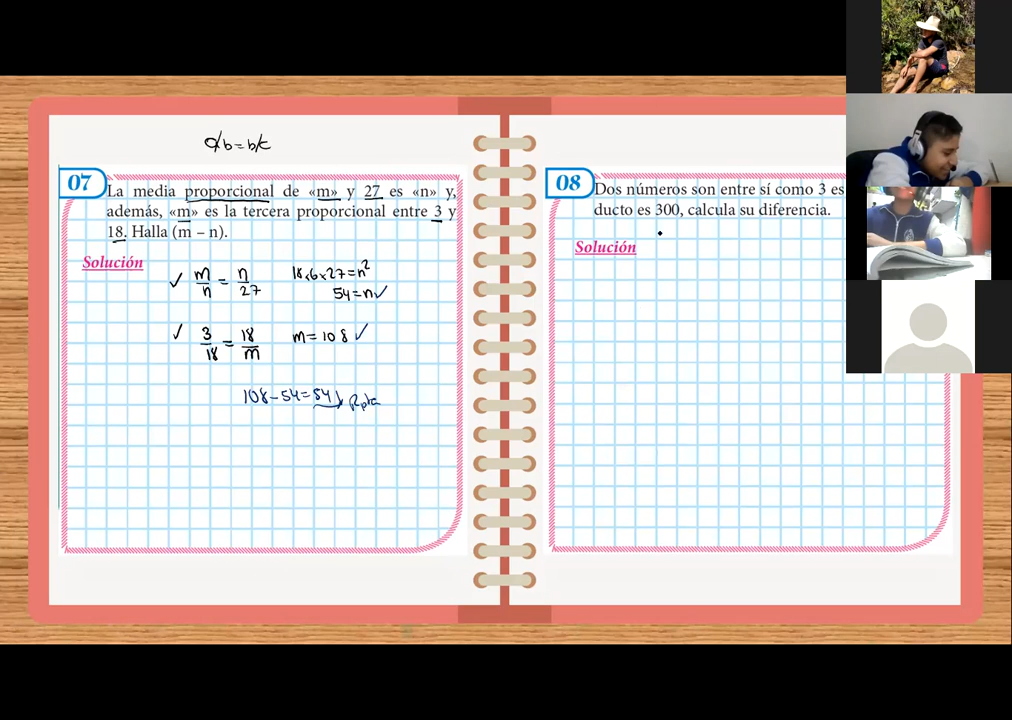 a/b=b/c
07
La media proporcional de «m» y 27 es «n» y,
además, «m» es la tercera proporcional entre 3 y
18. Halla (m – n).
Solución
✓ m/n = n/27
18×6×27=n²
54=n✓
✓ 3/18 = 18/m
m=108 ✓
108-54=54 Rpta
08
Dos números son entre sí como 3 es
ducto es 300, calcula su diferencia.
Solución